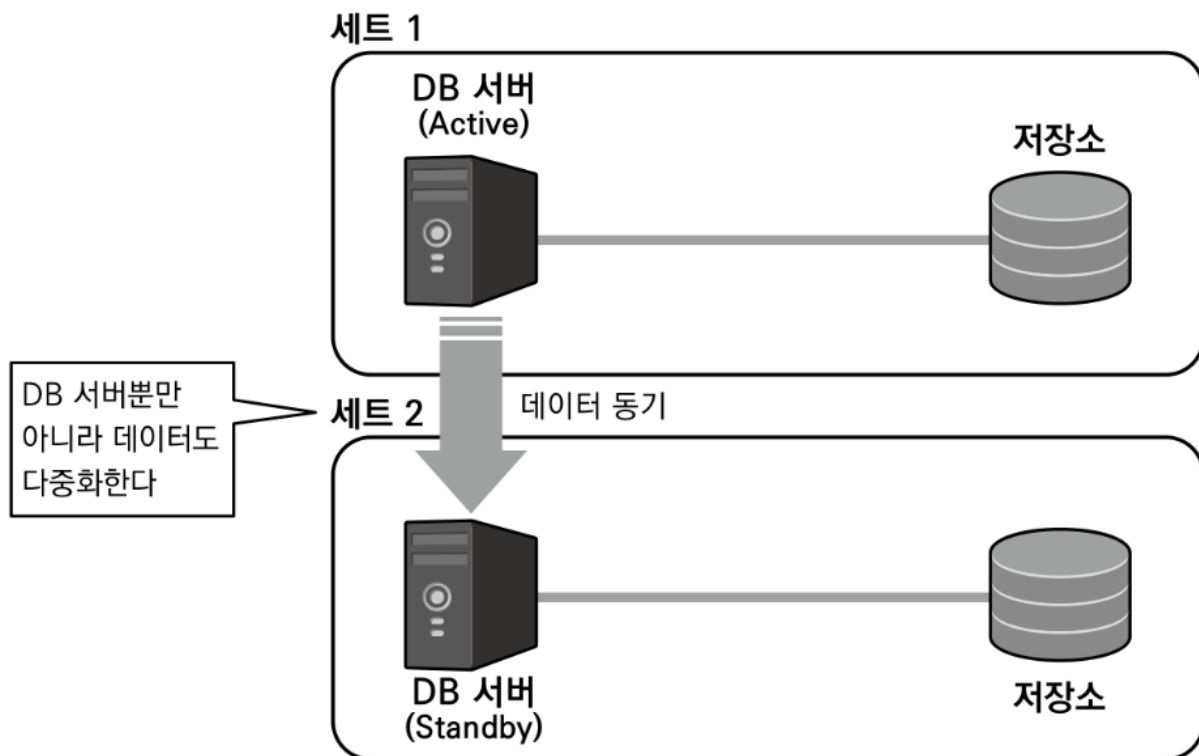 세트 1
DB 서버
(Active)
저장소
DB 서버뿐만
아니라 데이터도
다중화한다
데이터 동기
세트 2
DB 서버
(Standby)
저장소